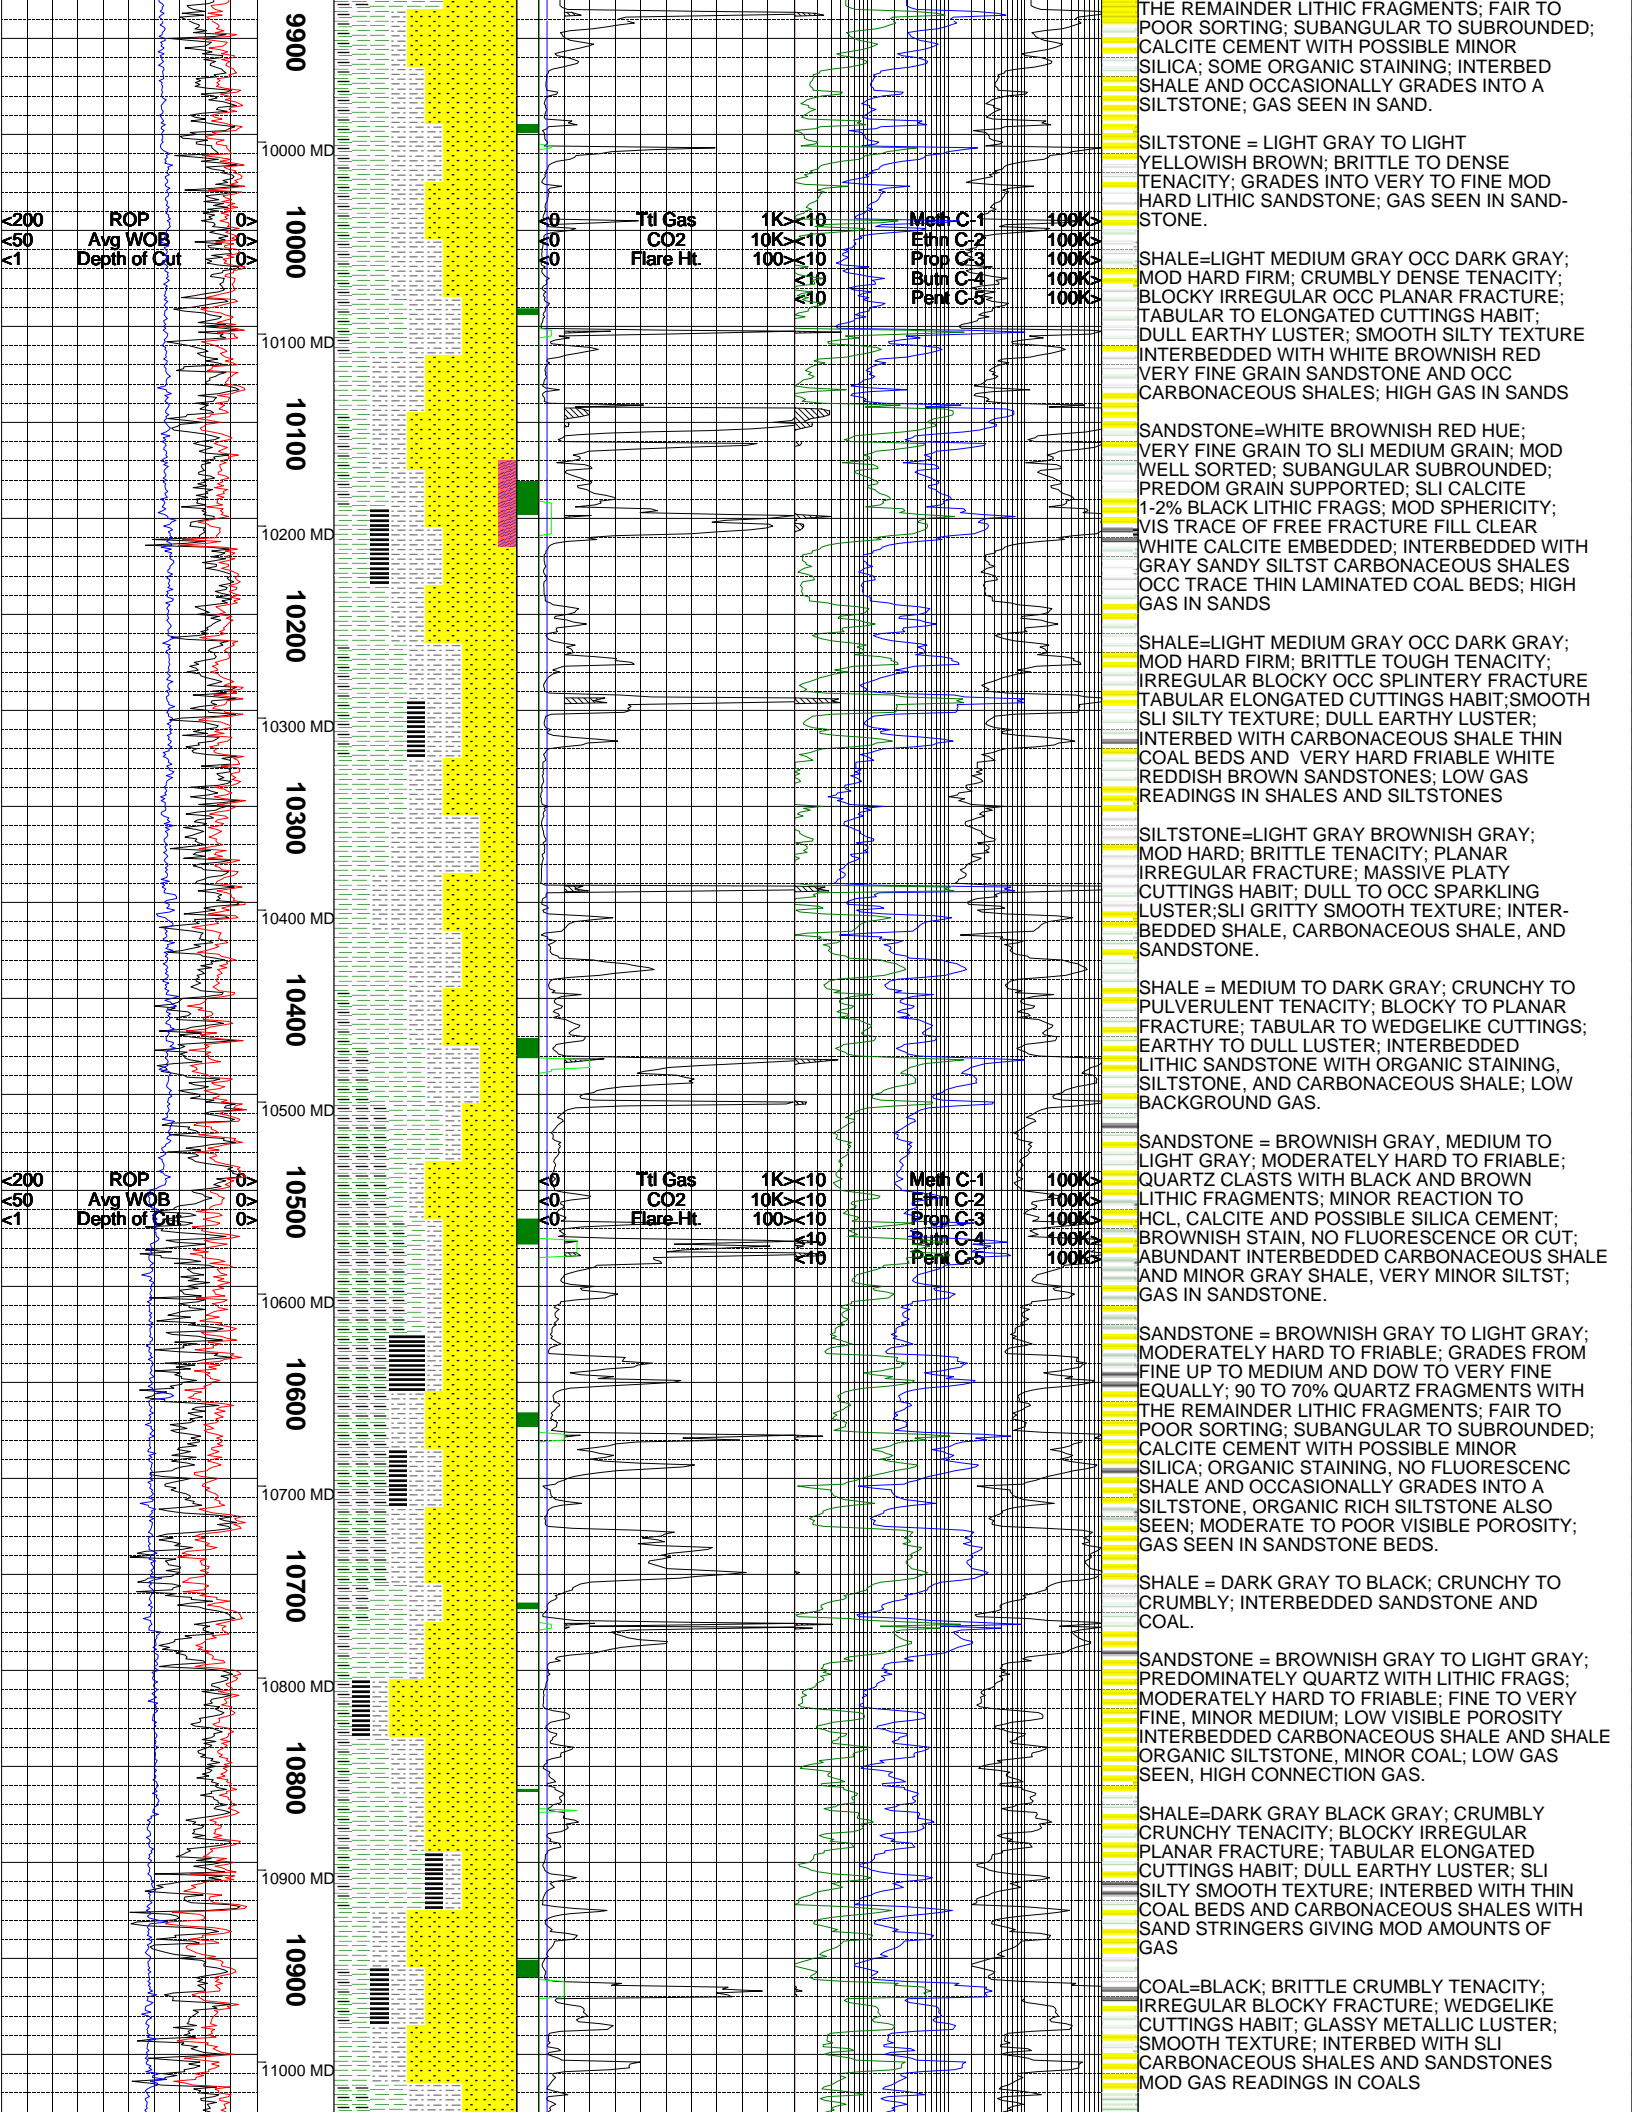 THE REMAINDER LITHIC FRAGMENTS; FAIR TO
POOR SORTING; SUBANGULAR TO SUBROUNDED;
CALCITE CEMENT WITH POSSIBLE MINOR
SILICA; SOME ORGANIC STAINING; INTERBED
SHALE AND OCCASIONALLY GRADES INTO A
SILTSTONE; GAS SEEN IN SAND.
SILTSTONE = LIGHT GRAY TO LIGHT
YELLOWISH BROWN; BRITTLE TO DENSE
TENACITY; GRADES INTO VERY TO FINE MOD
HARD LITHIC SANDSTONE; GAS SEEN IN SAND-
STONE.
SHALE=LIGHT MEDIUM GRAY OCC DARK GRAY;
MOD HARD FIRM; CRUMBLY DENSE TENACITY;
BLOCKY IRREGULAR OCC PLANAR FRACTURE;
TABULAR TO ELONGATED CUTTINGS HABIT;
DULL EARTHY LUSTER; SMOOTH SILTY TEXTURE
INTERBEDDED WITH WHITE BROWNISH RED
VERY FINE GRAIN SANDSTONE AND OCC
CARBONACEOUS SHALES; HIGH GAS IN SANDS
SANDSTONE=WHITE BROWNISH RED HUE;
VERY FINE GRAIN TO SLI MEDIUM GRAIN; MOD
WELL SORTED; SUBANGULAR SUBROUNDED;
PREDOM GRAIN SUPPORTED; SLI CALCITE
1-2% BLACK LITHIC FRAGS; MOD SPHERICITY;
VIS TRACE OF FREE FRACTURE FILL CLEAR
WHITE CALCITE EMBEDDED; INTERBEDDED WITH
GRAY SANDY SILTST CARBONACEOUS SHALES
OCC TRACE THIN LAMINATED COAL BEDS; HIGH
GAS IN SANDS
SHALE=LIGHT MEDIUM GRAY OCC DARK GRAY;
MOD HARD FIRM; BRITTLE TOUGH TENACITY;
IRREGULAR BLOCKY OCC SPLINTERY FRACTURE
TABULAR ELONGATED CUTTINGS HABIT;SMOOTH
SLI SILTY TEXTURE; DULL EARTHY LUSTER;
INTERBED WITH CARBONACEOUS SHALE THIN
COAL BEDS AND  VERY HARD FRIABLE WHITE
REDDISH BROWN SANDSTONES; LOW GAS
READINGS IN SHALES AND SILTSTONES
SILTSTONE=LIGHT GRAY BROWNISH GRAY;
MOD HARD; BRITTLE TENACITY; PLANAR
IRREGULAR FRACTURE; MASSIVE PLATY
CUTTINGS HABIT; DULL TO OCC SPARKLING
LUSTER;SLI GRITTY SMOOTH TEXTURE; INTER-
BEDDED SHALE, CARBONACEOUS SHALE, AND
SANDSTONE.
SHALE = MEDIUM TO DARK GRAY; CRUNCHY TO
PULVERULENT TENACITY; BLOCKY TO PLANAR
FRACTURE; TABULAR TO WEDGELIKE CUTTINGS;
EARTHY TO DULL LUSTER; INTERBEDDED
LITHIC SANDSTONE WITH ORGANIC STAINING,
SILTSTONE, AND CARBONACEOUS SHALE; LOW
BACKGROUND GAS.
SANDSTONE = BROWNISH GRAY, MEDIUM TO
LIGHT GRAY; MODERATELY HARD TO FRIABLE;
QUARTZ CLASTS WITH BLACK AND BROWN
LITHIC FRAGMENTS; MINOR REACTION TO
HCL, CALCITE AND POSSIBLE SILICA CEMENT;
BROWNISH STAIN, NO FLUORESCENCE OR CUT;
ABUNDANT INTERBEDDED CARBONACEOUS SHALE
AND MINOR GRAY SHALE, VERY MINOR SILTST;
GAS IN SANDSTONE.
SANDSTONE = BROWNISH GRAY TO LIGHT GRAY;
MODERATELY HARD TO FRIABLE; GRADES FROM
FINE UP TO MEDIUM AND DOW TO VERY FINE
EQUALLY; 90 TO 70% QUARTZ FRAGMENTS WITH
THE REMAINDER LITHIC FRAGMENTS; FAIR TO
POOR SORTING; SUBANGULAR TO SUBROUNDED;
CALCITE CEMENT WITH POSSIBLE MINOR
SILICA; ORGANIC STAINING, NO FLUORESCENC
SHALE AND OCCASIONALLY GRADES INTO A
SILTSTONE, ORGANIC RICH SILTSTONE ALSO
SEEN; MODERATE TO POOR VISIBLE POROSITY;
GAS SEEN IN SANDSTONE BEDS.
SHALE = DARK GRAY TO BLACK; CRUNCHY TO
CRUMBLY; INTERBEDDED SANDSTONE AND
COAL.
SANDSTONE = BROWNISH GRAY TO LIGHT GRAY;
PREDOMINATELY QUARTZ WITH LITHIC FRAGS;
MODERATELY HARD TO FRIABLE; FINE TO VERY
FINE, MINOR MEDIUM; LOW VISIBLE POROSITY
INTERBEDDED CARBONACEOUS SHALE AND SHALE
ORGANIC SILTSTONE, MINOR COAL; LOW GAS
SEEN, HIGH CONNECTION GAS.
SHALE=DARK GRAY BLACK GRAY; CRUMBLY
CRUNCHY TENACITY; BLOCKY IRREGULAR
PLANAR FRACTURE; TABULAR ELONGATED
CUTTINGS HABIT; DULL EARTHY LUSTER; SLI
SILTY SMOOTH TEXTURE; INTERBED WITH THIN
COAL BEDS AND CARBONACEOUS SHALES WITH
SAND STRINGERS GIVING MOD AMOUNTS OF
GAS
COAL=BLACK; BRITTLE CRUMBLY TENACITY;
IRREGULAR BLOCKY FRACTURE; WEDGELIKE
CUTTINGS HABIT; GLASSY METALLIC LUSTER;
SMOOTH TEXTURE; INTERBED WITH SLI
CARBONACEOUS SHALES AND SANDSTONES
MOD GAS READINGS IN COALS
9900
10000 MD
10000
10100 MD
10100
10200 MD
10200
10300 MD
10300
10400 MD
10400
10500 MD
10500
10600 MD
10600
10700 MD
10700
10800 MD
10800
10900 MD
10900
11000 MD
<200 ROP 0> <0 Ttl Gas 1K> <10 Meth C-1 100K>
<50 Avg WOB 0> <0 CO2 10K> <10 Ethn C-2 100K>
<1 Depth of Cut 0> <0 Flare Ht. 100> <10 Prop C-3 100K>
<10 Butn C-4 100K>
<10 Pent C-5 100K>
<200 ROP 0> <0 Ttl Gas 1K> <10 Meth C-1 100K>
<50 Avg WOB 0> <0 CO2 10K> <10 Ethn C-2 100K>
<1 Depth of Cut 0> <0 Flare Ht. 100> <10 Prop C-3 100K>
<10 Butn C-4 100K>
<10 Pent C-5 100K>